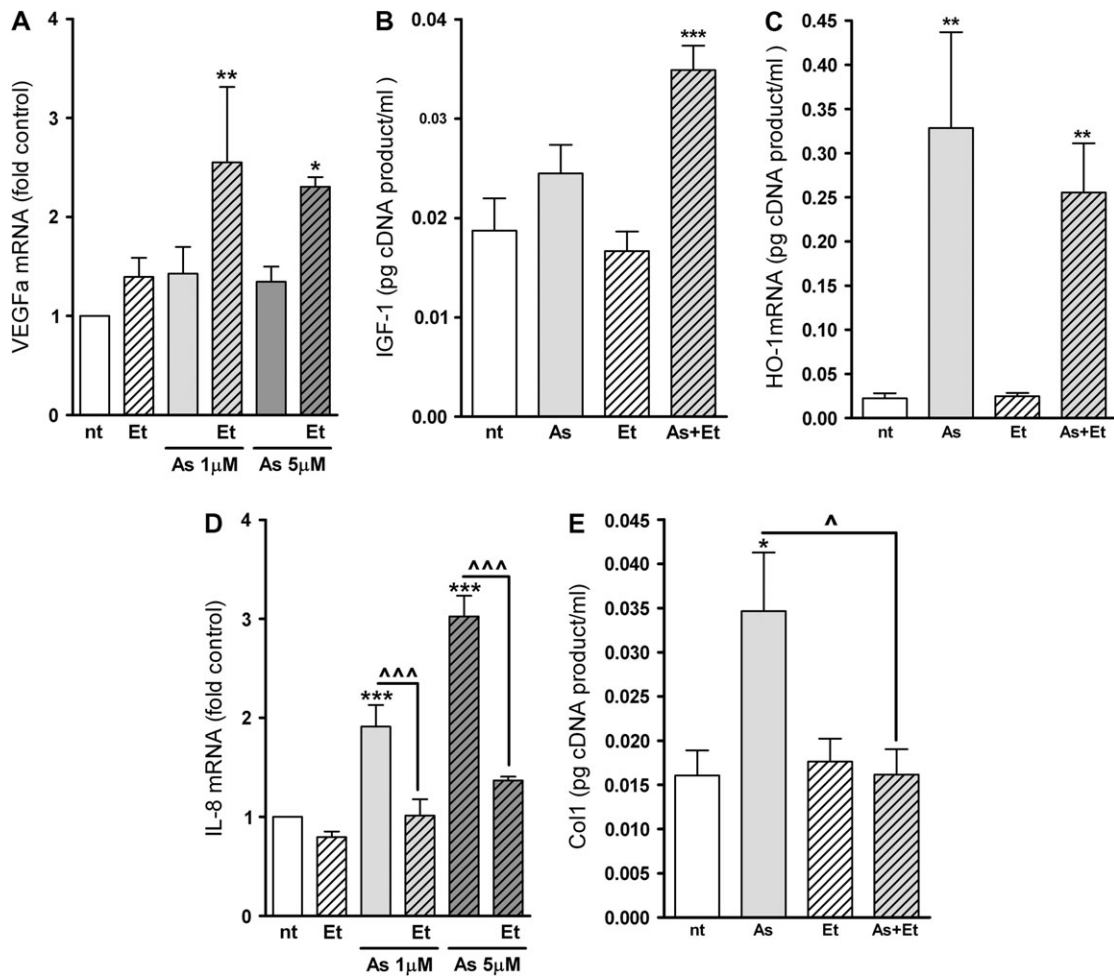 A
VEGFa mRNA (fold control)
4
3
2
1
0
**
*
nt
Et
Et
Et
As 1μM
As 5μM
B
IGF-1 (pg cDNA product/ml)
0.04
0.03
0.02
0.01
0.00
***
nt
As
Et
As+Et
C
HO-1mRNA (pg cDNA product/ml)
0.45
0.40
0.35
0.30
0.25
0.20
0.15
0.10
0.05
0.00
**
**
nt
As
Et
As+Et
D
IL-8 mRNA (fold control)
4
3
2
1
0
^^^
***
^^^
***
nt
Et
Et
Et
As 1μM
As 5μM
E
Col1 (pg cDNA product/ml)
0.045
0.040
0.035
0.030
0.025
0.020
0.015
0.010
0.005
0.000
^
*
nt
As
Et
As+Et